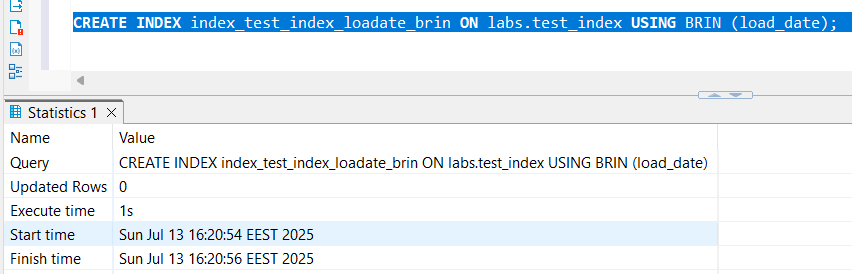 CREATE INDEX index_test_index_loadate_brin ON labs.test_index USING BRIN (load_date);
Statistics 1
Name Value
Query CREATE INDEX index_test_index_loadate_brin ON labs.test_index USING BRIN (load_date)
Updated Rows 0
Execute time 1s
Start time Sun Jul 13 16:20:54 EEST 2025
Finish time Sun Jul 13 16:20:56 EEST 2025